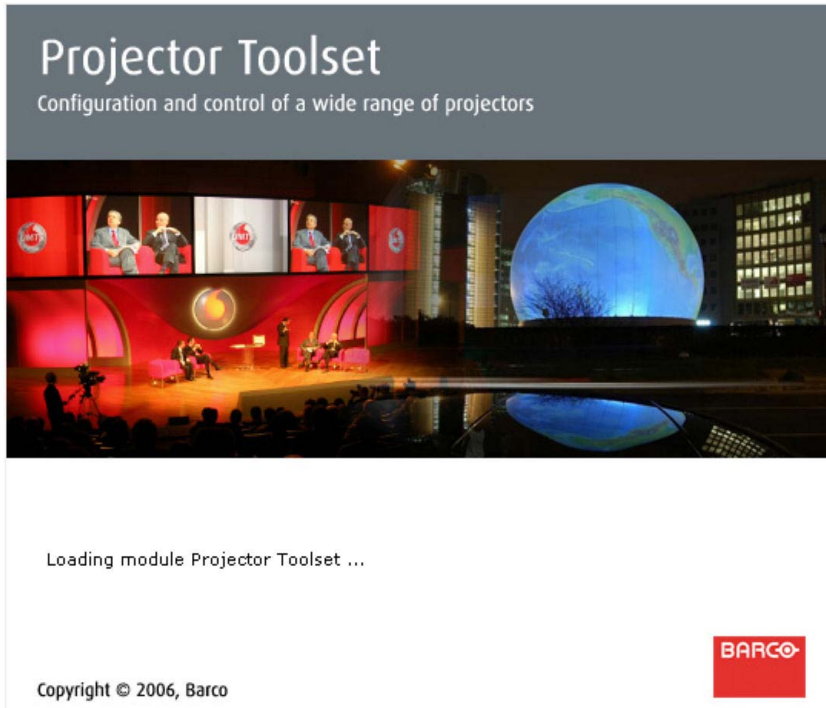 Projector Toolset
Configuration and control of a wide range of projectors
Loading module Projector Toolset ...
BARCO
Copyright © 2006, Barco